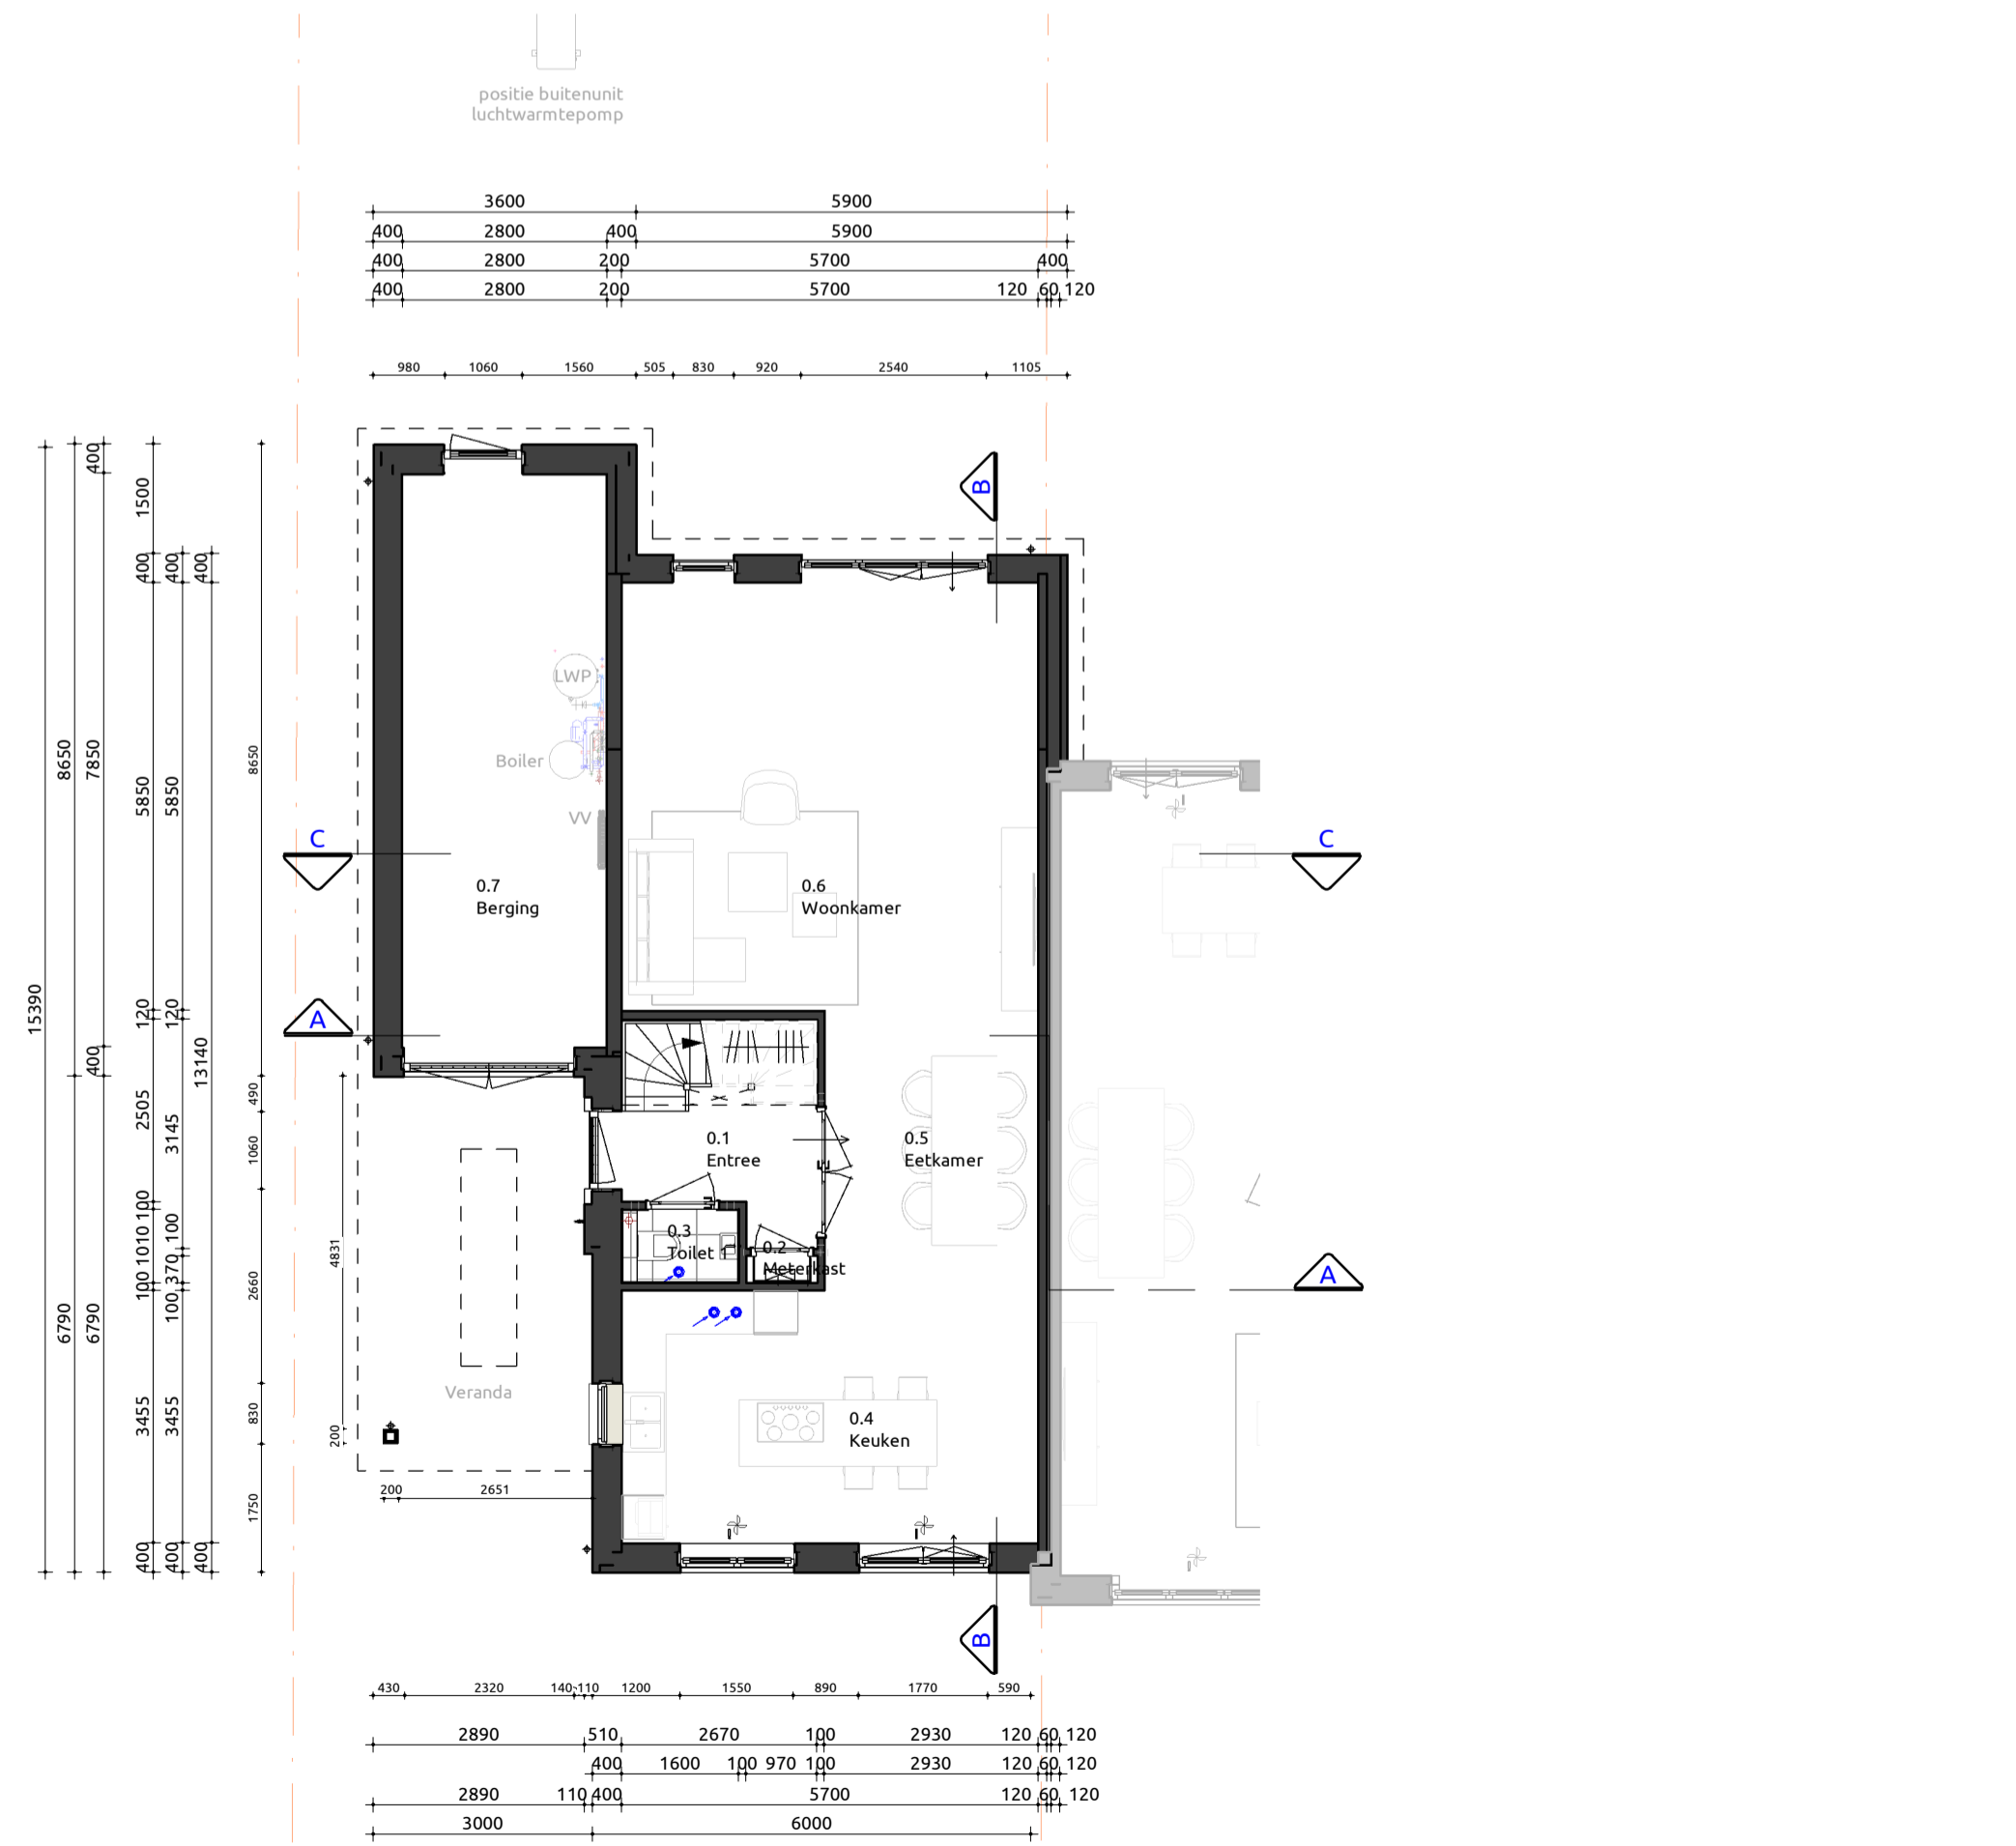 positie buitenunit
luchtwarmtepomp
3600 5900
400 2800 400 5900
400 2800 200 5700 400
400 2800 200 5700 120 60 120
980 1060 1560 505 830 920 2540 1105
15390
8650
6790
400
7850
400
6790
1500
400
5850
120
2505
100
1010
100
3455
400
400
5850
120
3145
100
370
100
3455
400
400
13140
400
8650
490
1060
2660
830
1750
4831
200
B
LWP
Boiler
VV
C
C
0.7
Berging
0.6
Woonkamer
A
0.1
Entree
0.5
Eetkamer
0.3
Toilet 1
0.2
Meterkast
A
Veranda
0.4
Keuken
200 2651
B
430 2320 140 110 1200 1550 890 1770 590
2890 510 2670 100 2930 120 60 120
400 1600 100 970 100 2930 120 60 120
2890 110 400 5700 120 60 120
3000 6000